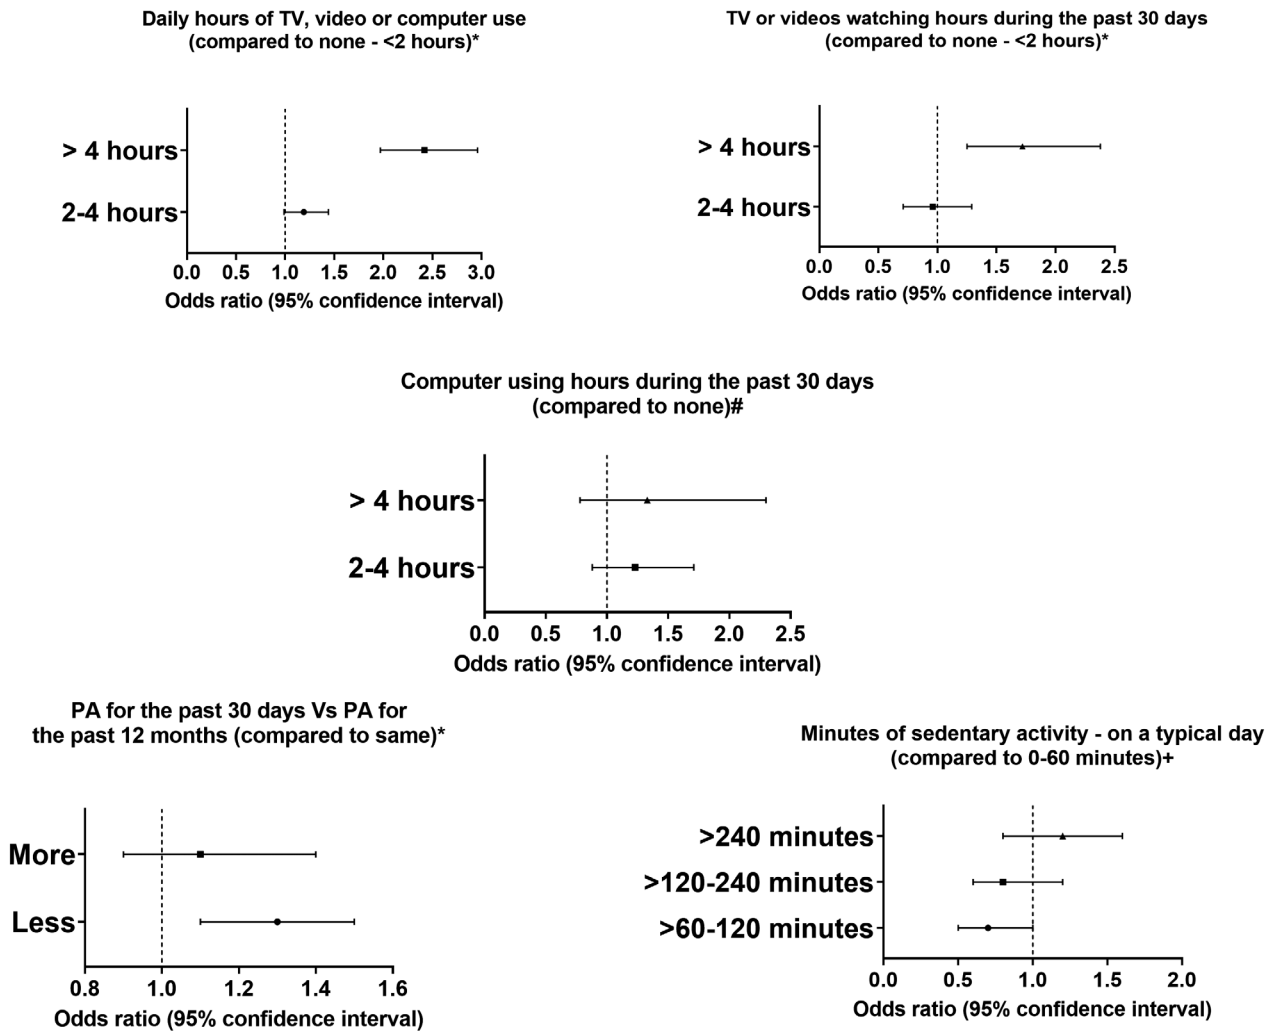 Daily hours of TV, video or computer use
(compared to none - <2 hours)*
> 4 hours
2-4 hours
0.0 0.5 1.0 1.5 2.0 2.5 3.0
Odds ratio (95% confidence interval)
TV or videos watching hours during the past 30 days
(compared to none - <2 hours)*
> 4 hours
2-4 hours
0.0 0.5 1.0 1.5 2.0 2.5
Odds ratio (95% confidence interval)
Computer using hours during the past 30 days
(compared to none)#
> 4 hours
2-4 hours
0.0 0.5 1.0 1.5 2.0 2.5
Odds ratio (95% confidence interval)
PA for the past 30 days Vs PA for
the past 12 months (compared to same)*
More
Less
0.8 1.0 1.2 1.4 1.6
Odds ratio (95% confidence interval)
Minutes of sedentary activity - on a typical day
(compared to 0-60 minutes)+
>240 minutes
>120-240 minutes
>60-120 minutes
0.0 0.5 1.0 1.5 2.0
Odds ratio (95% confidence interval)